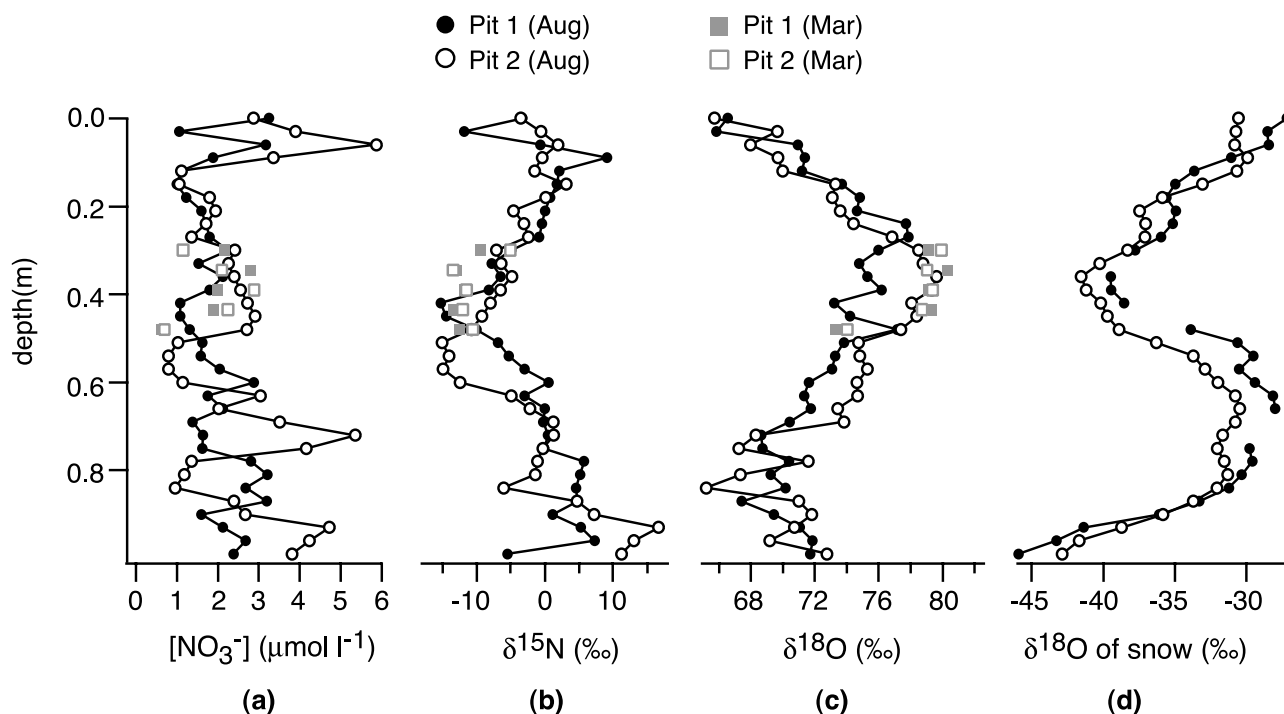 Pit 1 (Aug) Pit 1 (Mar)
Pit 2 (Aug) Pit 2 (Mar)
depth(m)
0.0
0.2
0.4
0.6
0.8
0 1 2 3 4 5 6
-10 0 10
68 72 76 80
-45 -40 -35 -30
[NO₃⁻] (μmol l⁻¹)
δ¹⁵N (‰)
δ¹⁸O (‰)
δ¹⁸O of snow (‰)
(a) (b) (c) (d)